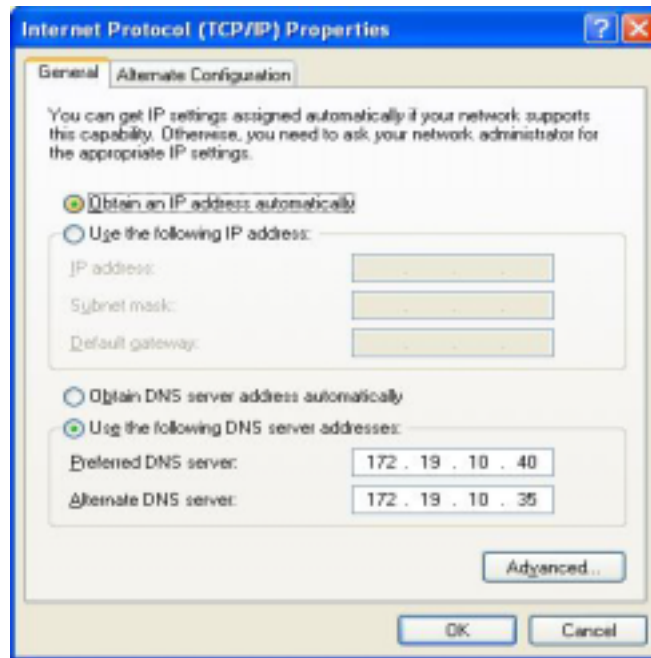 Internet Protocol (TCP/IP) Properties
General
Alternate Configuration
You can get IP settings assigned automatically if your network supports
this capability. Otherwise, you need to ask your network administrator for
the appropriate IP settings.
Obtain an IP address automatically
Use the following IP address:
IP address:
Subnet mask:
Default gateway:
Obtain DNS server address automatically
Use the following DNS server addresses:
Preferred DNS server: 172 . 19 . 10 . 40
Alternate DNS server: 172 . 19 . 10 . 35
Advanced...
OK Cancel